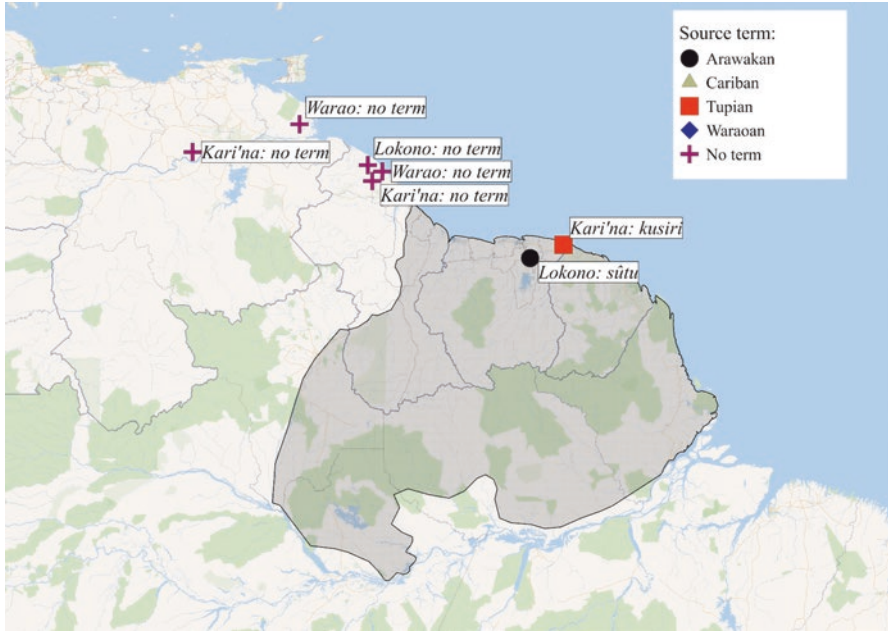 Source term:
Arawakan
Cariban
Tupian
Waraoan
No term
Warao: no term
Lokono: no term
Kari'na: no term
Warao: no term
Kari'na: no term
Kari'na: kusiri
Lokono: sûtu